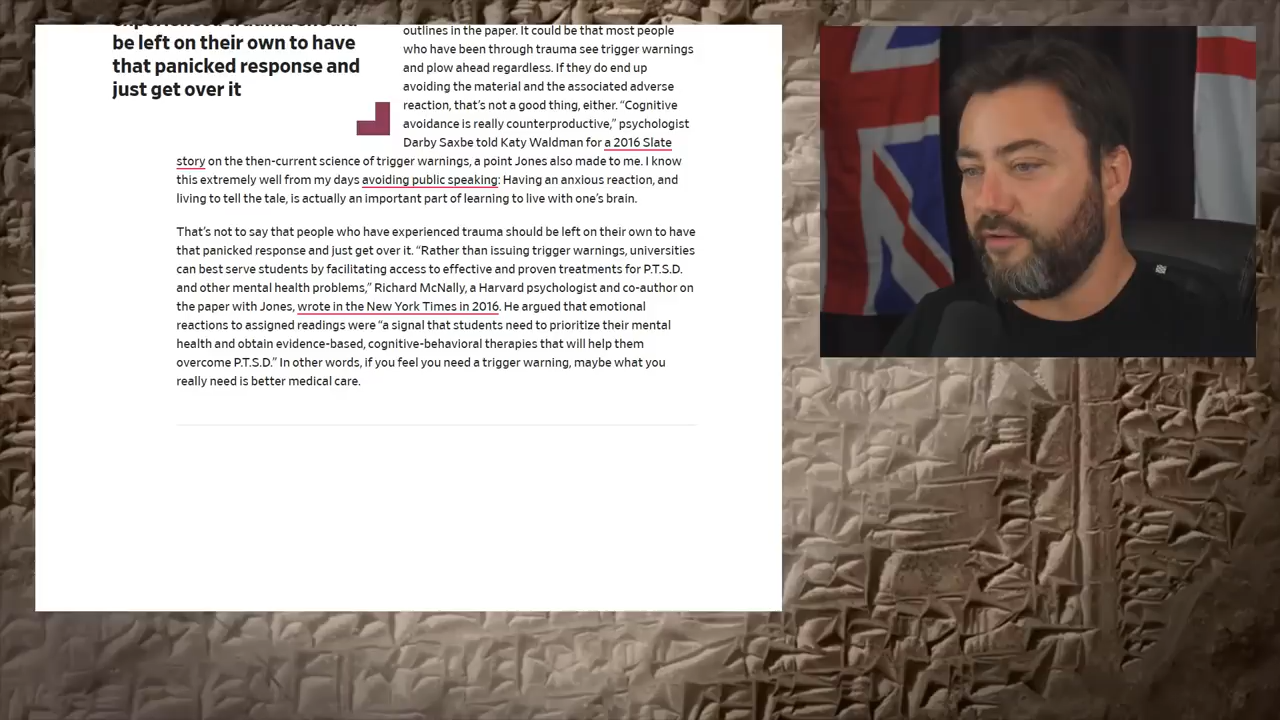 experienced trauma should
be left on their own to have
that panicked response and
just get over it
outlines in the paper. It could be that most people
who have been through trauma see trigger warnings
and plow ahead regardless. If they do end up
avoiding the material and the associated adverse
reaction, that’s not a good thing, either. “Cognitive
avoidance is really counterproductive,” psychologist
Darby Saxbe told Katy Waldman for a 2016 Slate
story on the then-current science of trigger warnings, a point Jones also made to me. I know
this extremely well from my days avoiding public speaking: Having an anxious reaction, and
living to tell the tale, is actually an important part of learning to live with one’s brain.
That’s not to say that people who have experienced trauma should be left on their own to have
that panicked response and just get over it. “Rather than issuing trigger warnings, universities
can best serve students by facilitating access to effective and proven treatments for P.T.S.D.
and other mental health problems,” Richard McNally, a Harvard psychologist and co-author on
the paper with Jones, wrote in the New York Times in 2016. He argued that emotional
reactions to assigned readings were “a signal that students need to prioritize their mental
health and obtain evidence-based, cognitive-behavioral therapies that will help them
overcome P.T.S.D.” In other words, if you feel you need a trigger warning, maybe what you
really need is better medical care.